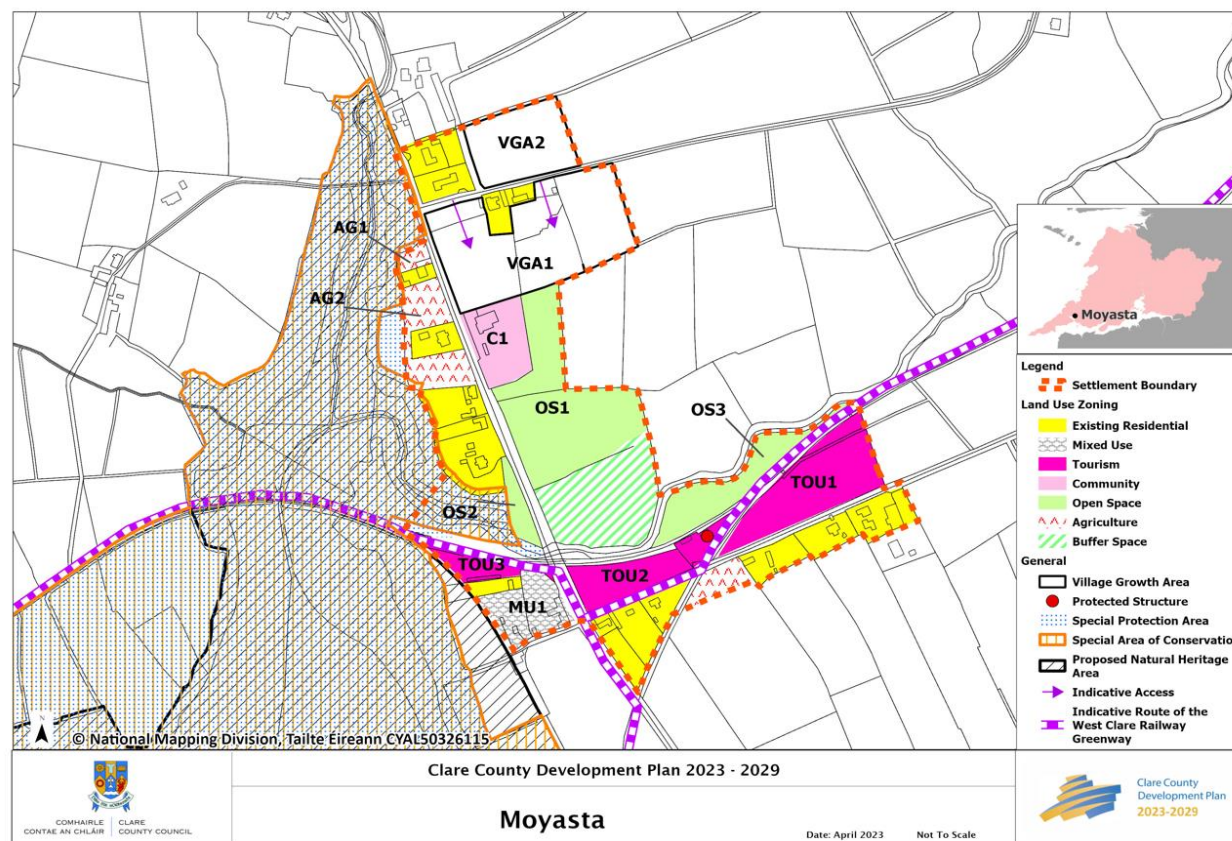 VGA2
AG1
VGA1
AG2
C1
OS1
OS3
OS2
TOU1
TOU2
TOU3
MU1
N
© National Mapping Division, Tailte Éireann CYAL50326115
Moyasta
Legend
Settlement Boundary
Land Use Zoning
Existing Residential
Mixed Use
Tourism
Community
Open Space
Agriculture
Buffer Space
General
Village Growth Area
Protected Structure
Special Protection Area
Special Area of Conservatio
Proposed Natural Heritage
Area
Indicative Access
Indicative Route of the
West Clare Railway
Greenway
COMHAIRLE
CONTAE AN CHLÁIR
CLARE
COUNTY COUNCIL
Clare County Development Plan 2023 - 2029
Moyasta
Date: April 2023
Not To Scale
Clare County
Development Plan
2023-2029